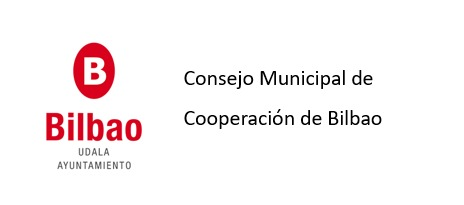 B
Bilbao
UDALA
AYUNTAMIENTO
Consejo Municipal de
Cooperación de Bilbao